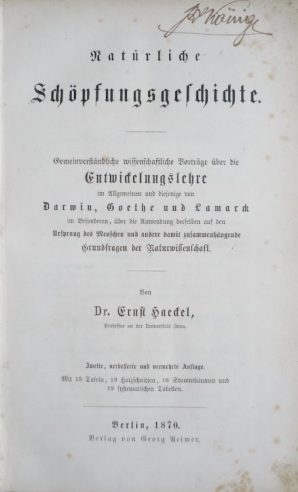 Natürliche
Schöpfungsgeschichte.
Gemeinverständliche wissenschaftliche Vorträge über die
Entwickelungslehre
im Allgemeinen und diejenige von
Darwin, Goethe und Lamarck
im Besonderen, über die Anwendung derselben auf den
Ursprung des Menschen und andere damit zusammenhängende
Grundfragen der Naturwissenschaft.
Von
Dr. Ernst Haeckel,
Professor an der Universität Jena.
Zweite, verbesserte und vermehrte Auflage.
Mit 15 Tafeln, 19 Holzschnitten, 18 Stammbäumen und
19 systematischen Tabellen.
Berlin, 1870.
Verlag von Georg Reimer.